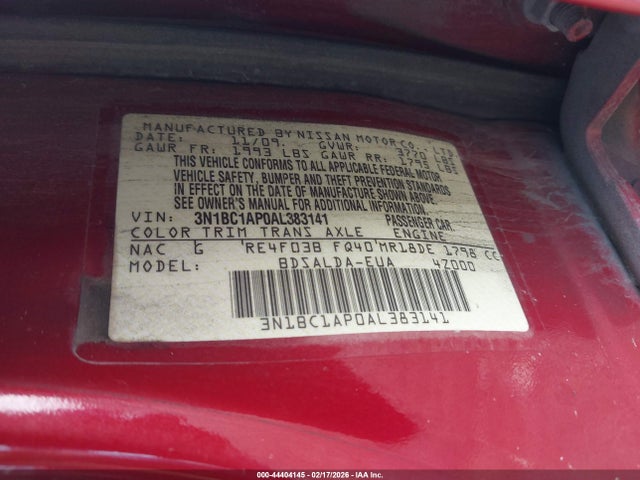 MANUFACTURED BY NISSAN MOTOR CO., LTD.
DATE: 11/09. GVWR: 3770 LBS
GAWR FR: 1993 LBS GAWR RR: 1793 LBS
THIS VEHICLE CONFORMS TO ALL APPLICABLE FEDERAL MOTOR
VEHICLE SAFETY, BUMPER AND THEFT PREVENTION STANDARDS
IN EFFECT ON THE DATE OF MANUFACTURE SHOWN ABOVE.
SEE OWNER'S MANUAL FOR ADDITIONAL INFORMATION
VIN: 3N1BC1AP0AL383141 PASSENGER CAR
COLOR TRIM TRANS AXLE ENGINE
NAC G RE4F03B FQ40 MR18DE 1798 CC
MODEL: BDSALDA-EUA 4Z000
3N1BC1AP0AL383141
000-44404145 - 02/17/2026 - IAA Inc.